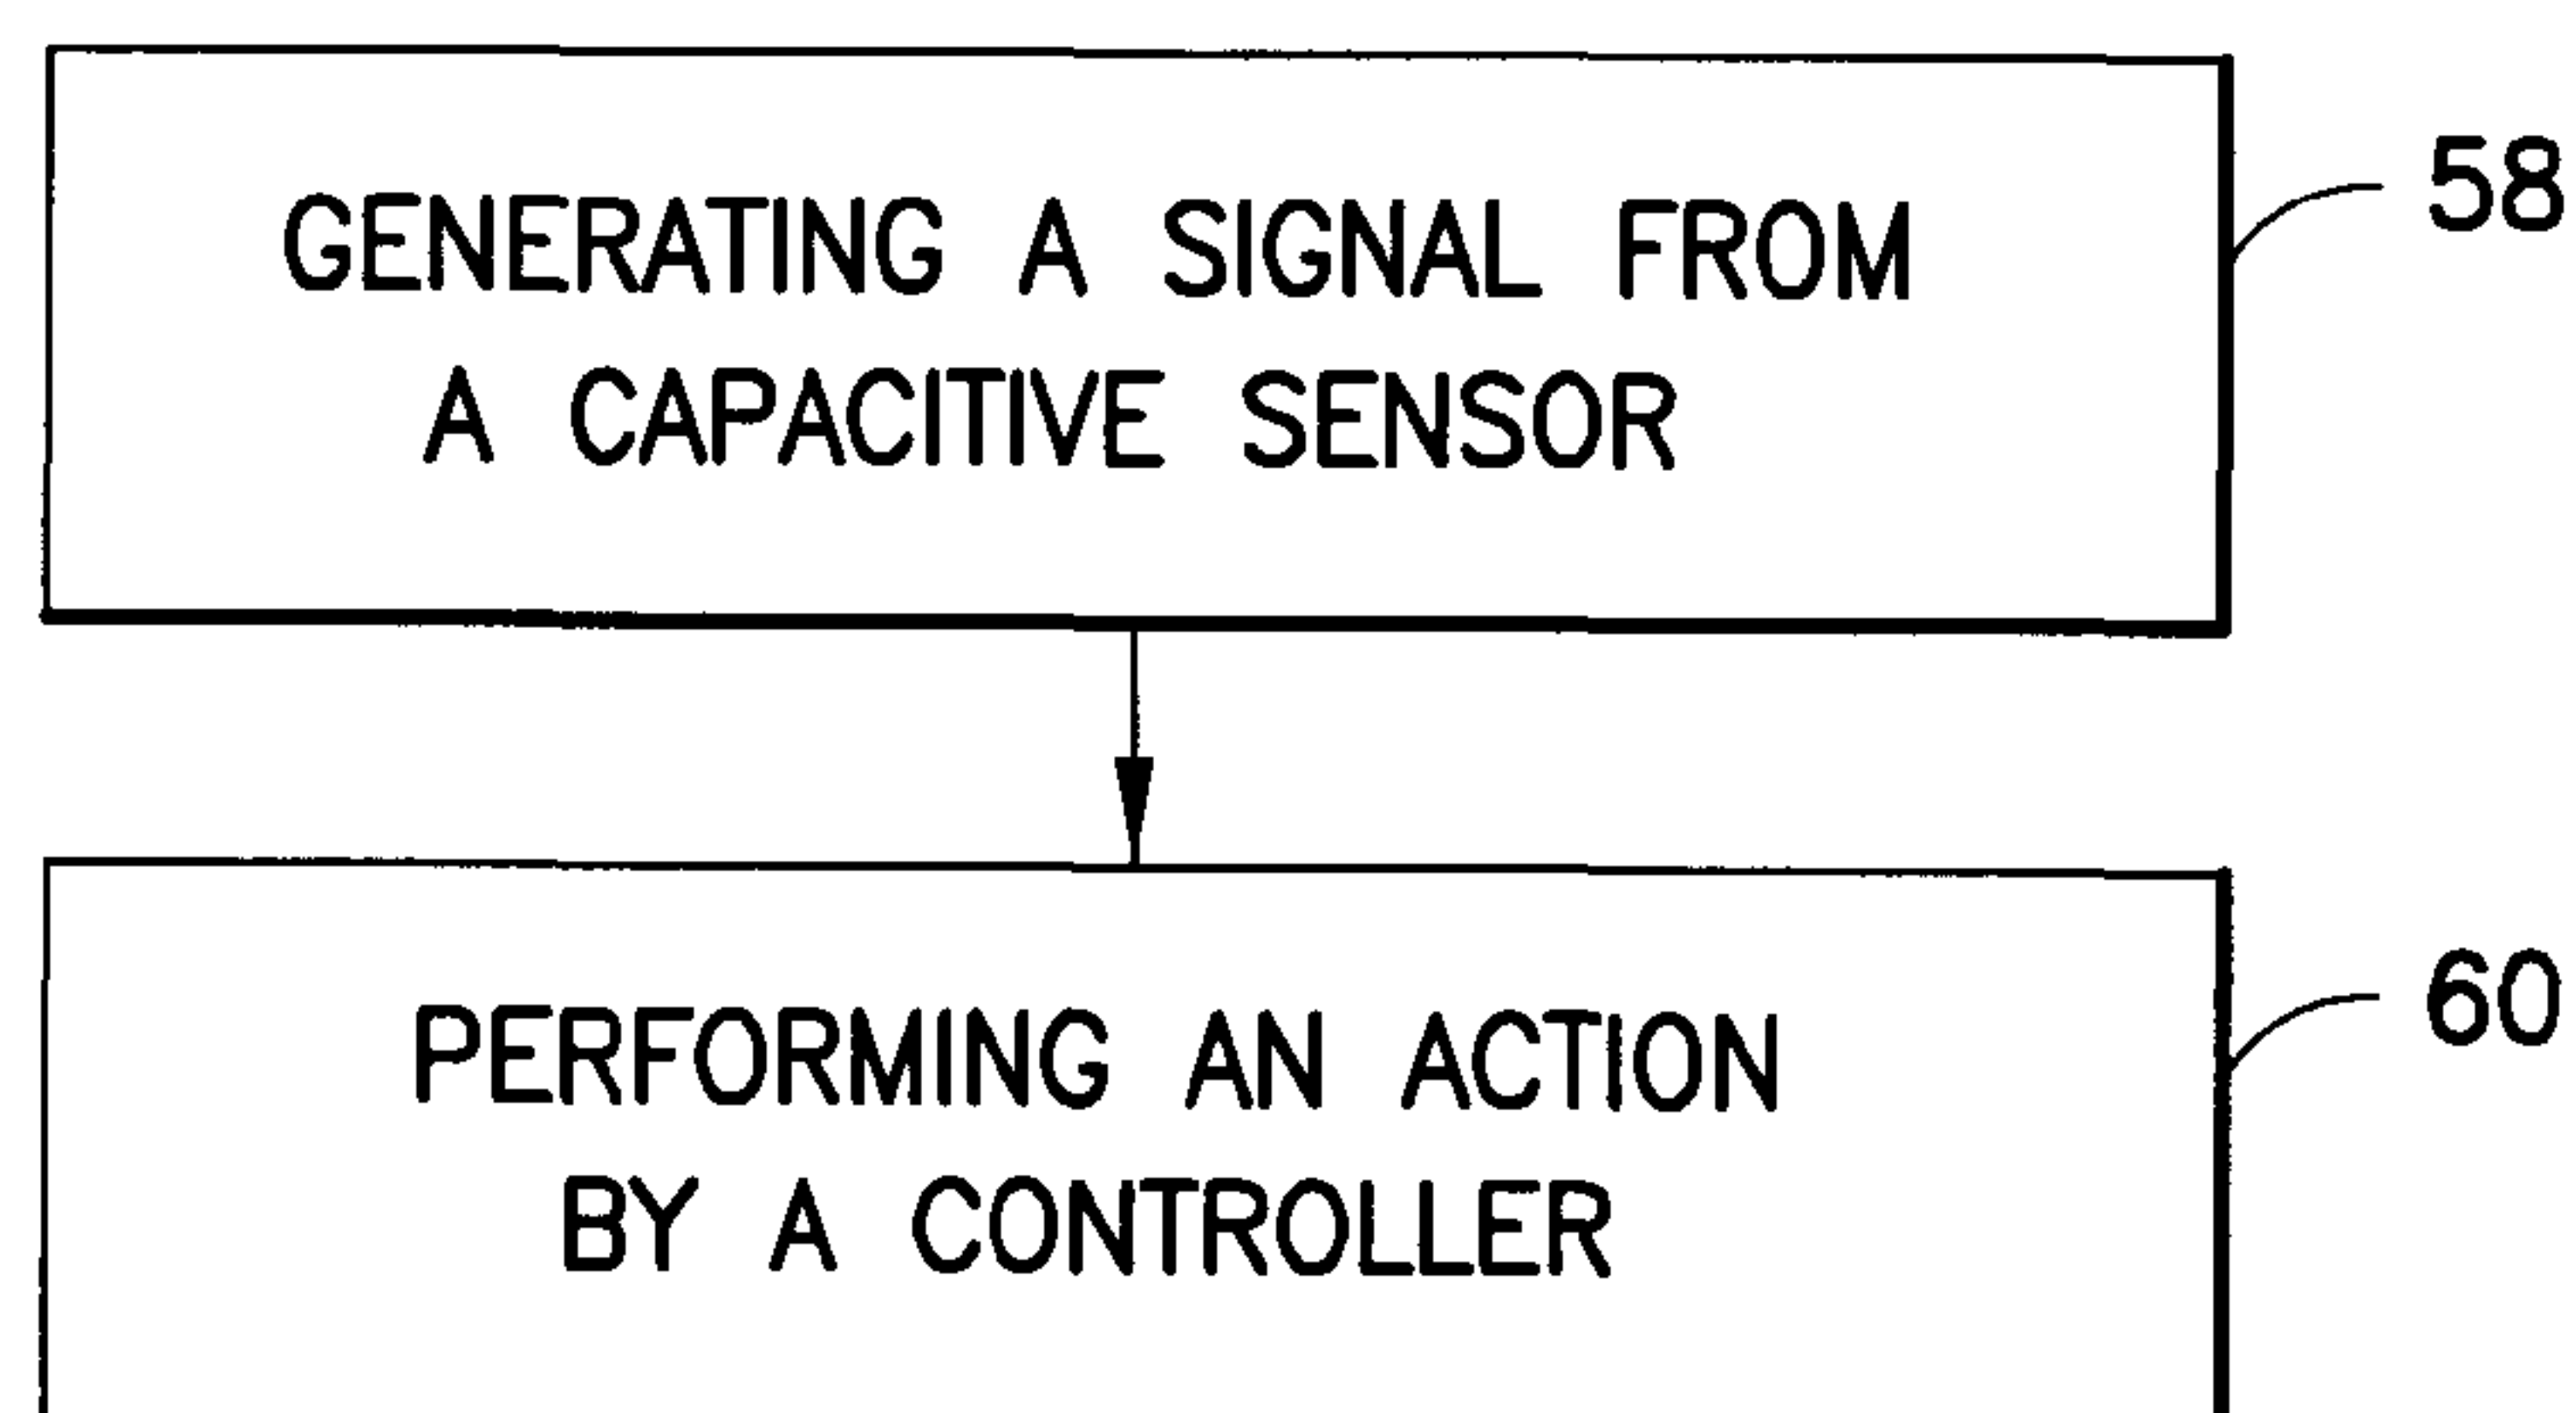 GENERATING A SIGNAL FROM
A CAPACITIVE SENSOR
58
PERFORMING AN ACTION
BY A CONTROLLER
60